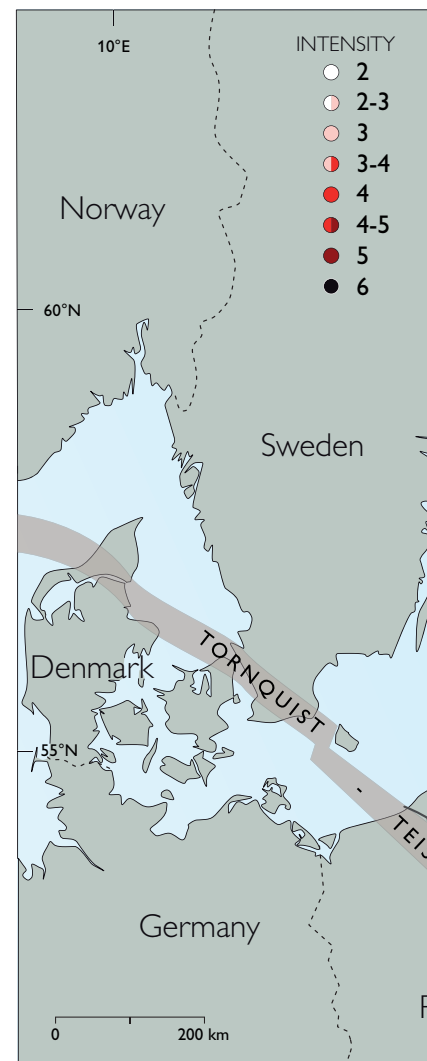 10°E
INTENSITY
2
2-3
3
3-4
4
4-5
5
6
Norway
60°N
Sweden
TORNQUIST
Denmark
55°N
-
TEIS
Germany
0
200 km